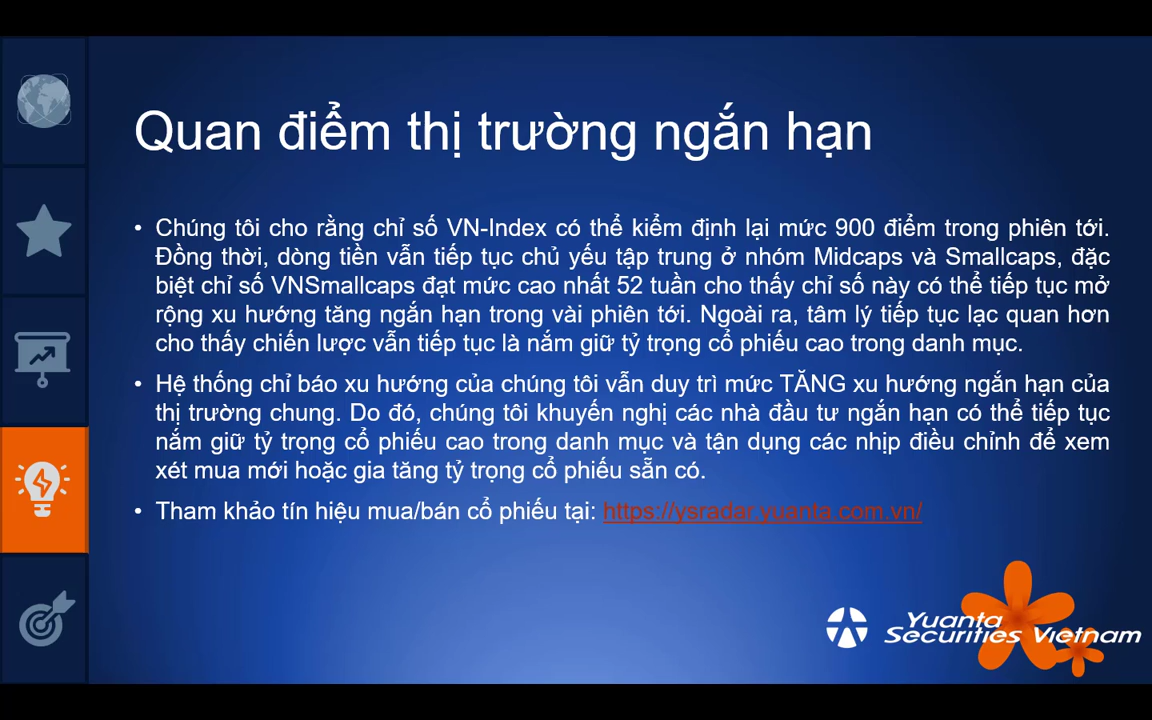 Quan điểm thị trường ngắn hạn
• Chúng tôi cho rằng chỉ số VN-Index có thể kiểm định lại mức 900 điểm trong phiên tới.
Đồng thời, dòng tiền vẫn tiếp tục chủ yếu tập trung ở nhóm Midcaps và Smallcaps, đặc
biệt chỉ số VNSmallcaps đạt mức cao nhất 52 tuần cho thấy chỉ số này có thể tiếp tục mở
rộng xu hướng tăng ngắn hạn trong vài phiên tới. Ngoài ra, tâm lý tiếp tục lạc quan hơn
cho thấy chiến lược vẫn tiếp tục là nắm giữ tỷ trọng cổ phiếu cao trong danh mục.
• Hệ thống chỉ báo xu hướng của chúng tôi vẫn duy trì mức TĂNG xu hướng ngắn hạn của
thị trường chung. Do đó, chúng tôi khuyến nghị các nhà đầu tư ngắn hạn có thể tiếp tục
nắm giữ tỷ trọng cổ phiếu cao trong danh mục và tận dụng các nhịp điều chỉnh để xem
xét mua mới hoặc gia tăng tỷ trọng cổ phiếu sẵn có.
• Tham khảo tín hiệu mua/bán cổ phiếu tại: https://ysradar.yuanta.com.vn/
Yuanta
Securities Vietnam